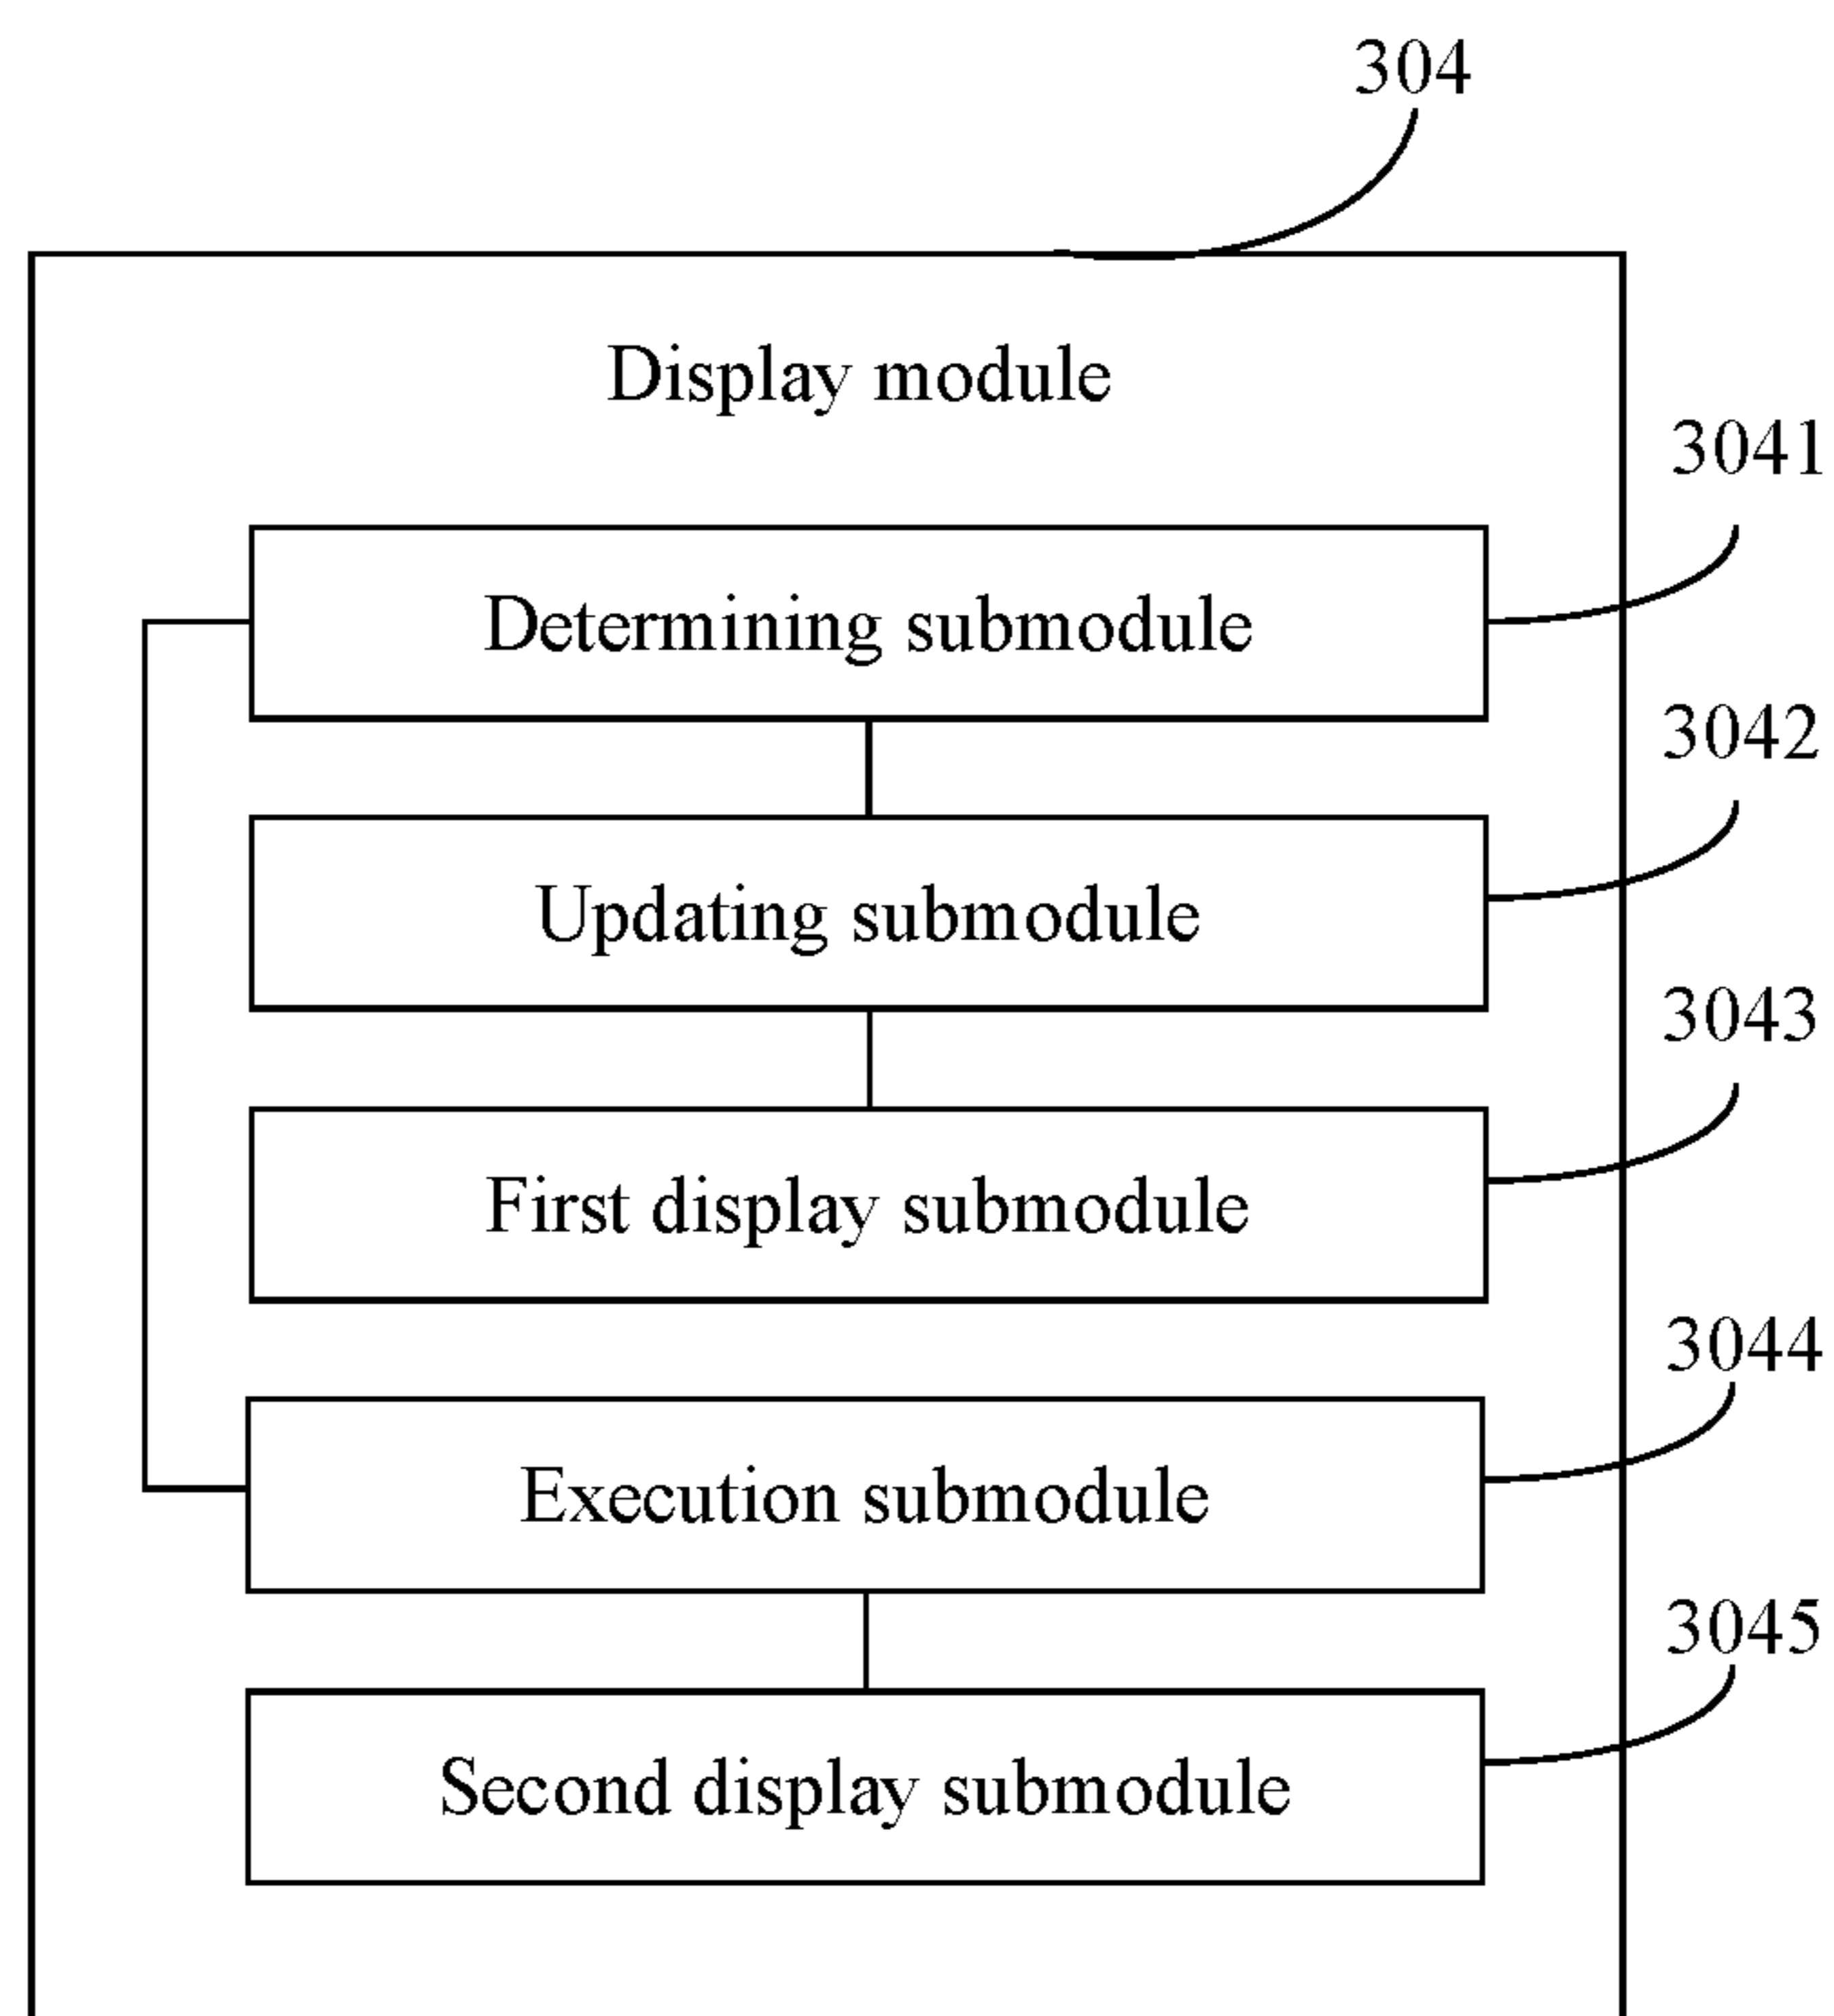 304
Display module
3041
Determining submodule
3042
Updating submodule
3043
First display submodule
3044
Execution submodule
3045
Second display submodule